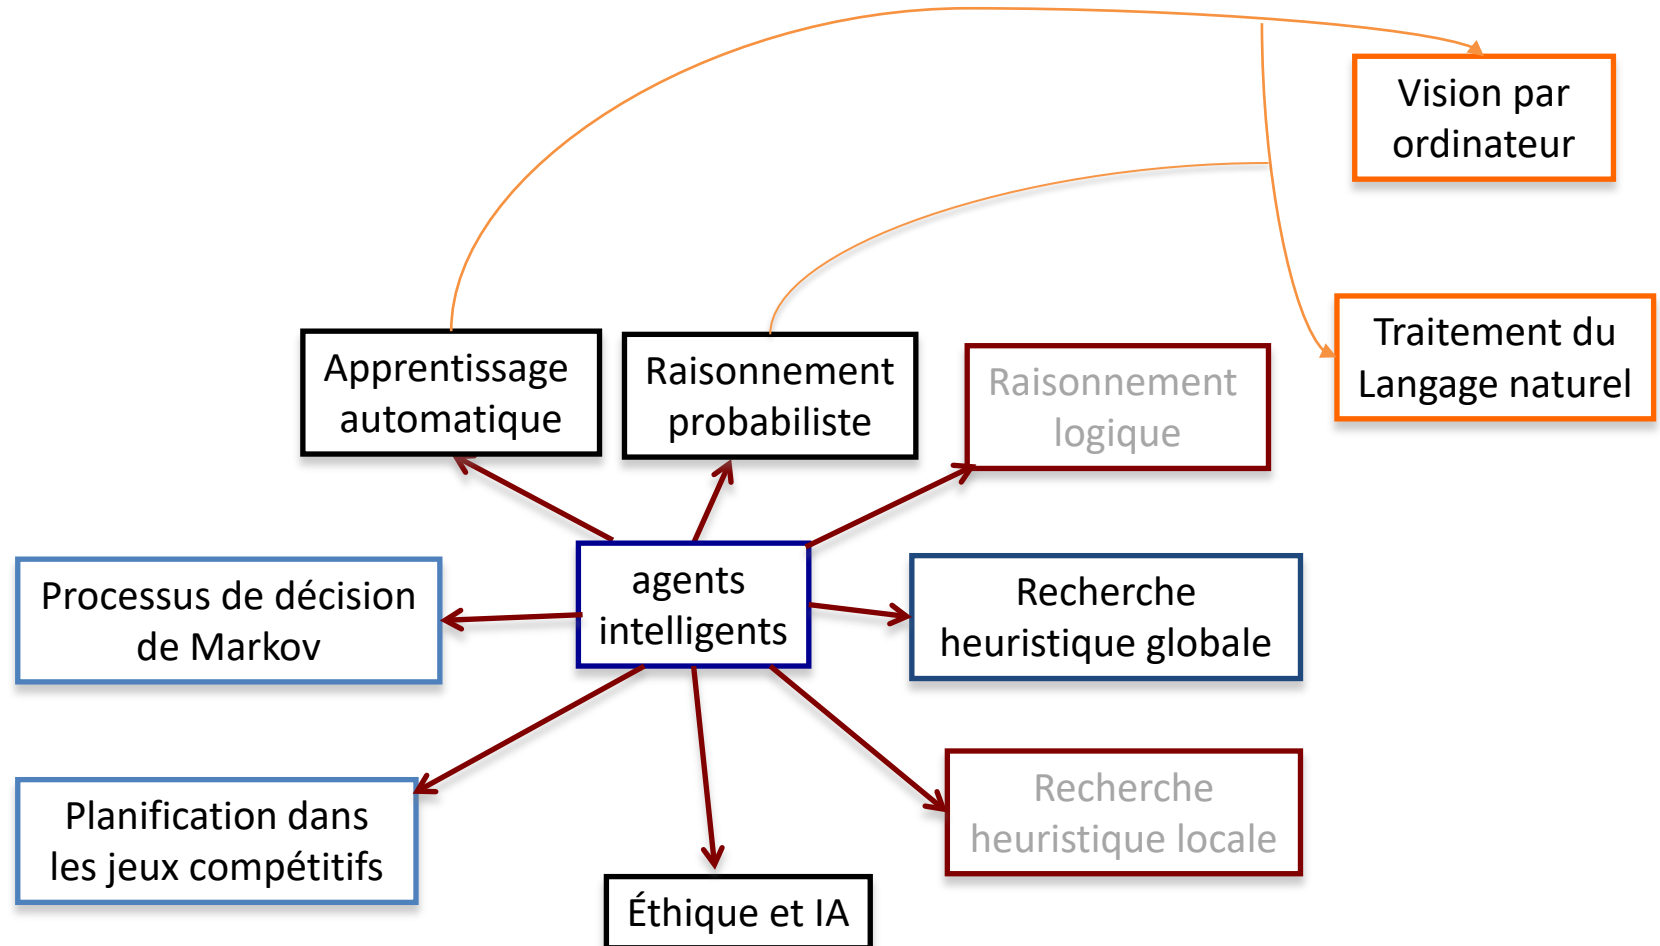 Vision par
ordinateur
Traitement du
Langage naturel
Apprentissage
automatique
Raisonnement
probabiliste
Raisonnement
logique
Processus de décision
de Markov
agents
intelligents
Recherche
heuristique globale
Planification dans
les jeux compétitifs
Éthique et IA
Recherche
heuristique locale